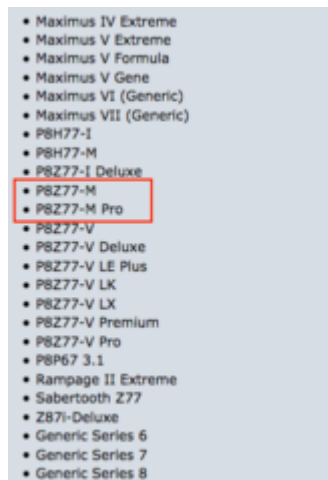 • Maximus IV Extreme
• Maximus V Extreme
• Maximus V Formula
• Maximus V Gene
• Maximus VI (Generic)
• Maximus VII (Generic)
• P8H77-I
• P8H77-M
• P8Z77-I Deluxe
• P8Z77-M
• P8Z77-M Pro
• P8Z77-V
• P8Z77-V Deluxe
• P8Z77-V LE Plus
• P8Z77-V LK
• P8Z77-V LX
• P8Z77-V Premium
• P8Z77-V Pro
• P8P67 3.1
• Rampage II Extreme
• Sabertooth Z77
• Z87i-Deluxe
• Generic Series 6
• Generic Series 7
• Generic Series 8